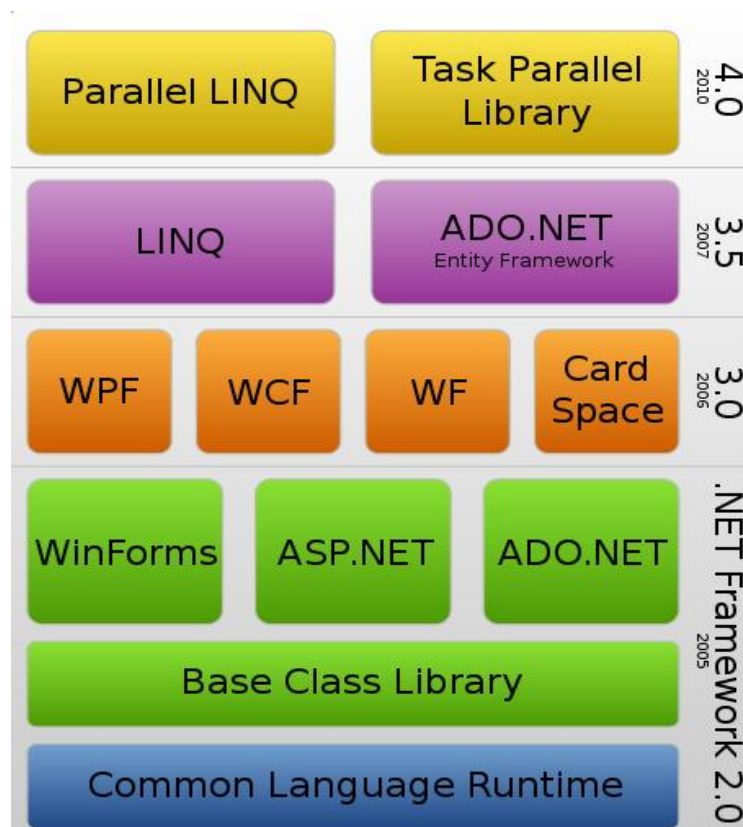 Parallel LINQ
Task Parallel
Library
4.0
2010
LINQ
ADO.NET
Entity Framework
3.5
2007
WPF
WCF
WF
Card
Space
3.0
2006
WinForms
ASP.NET
ADO.NET
Base Class Library
Common Language Runtime
.NET Framework 2.0
2005